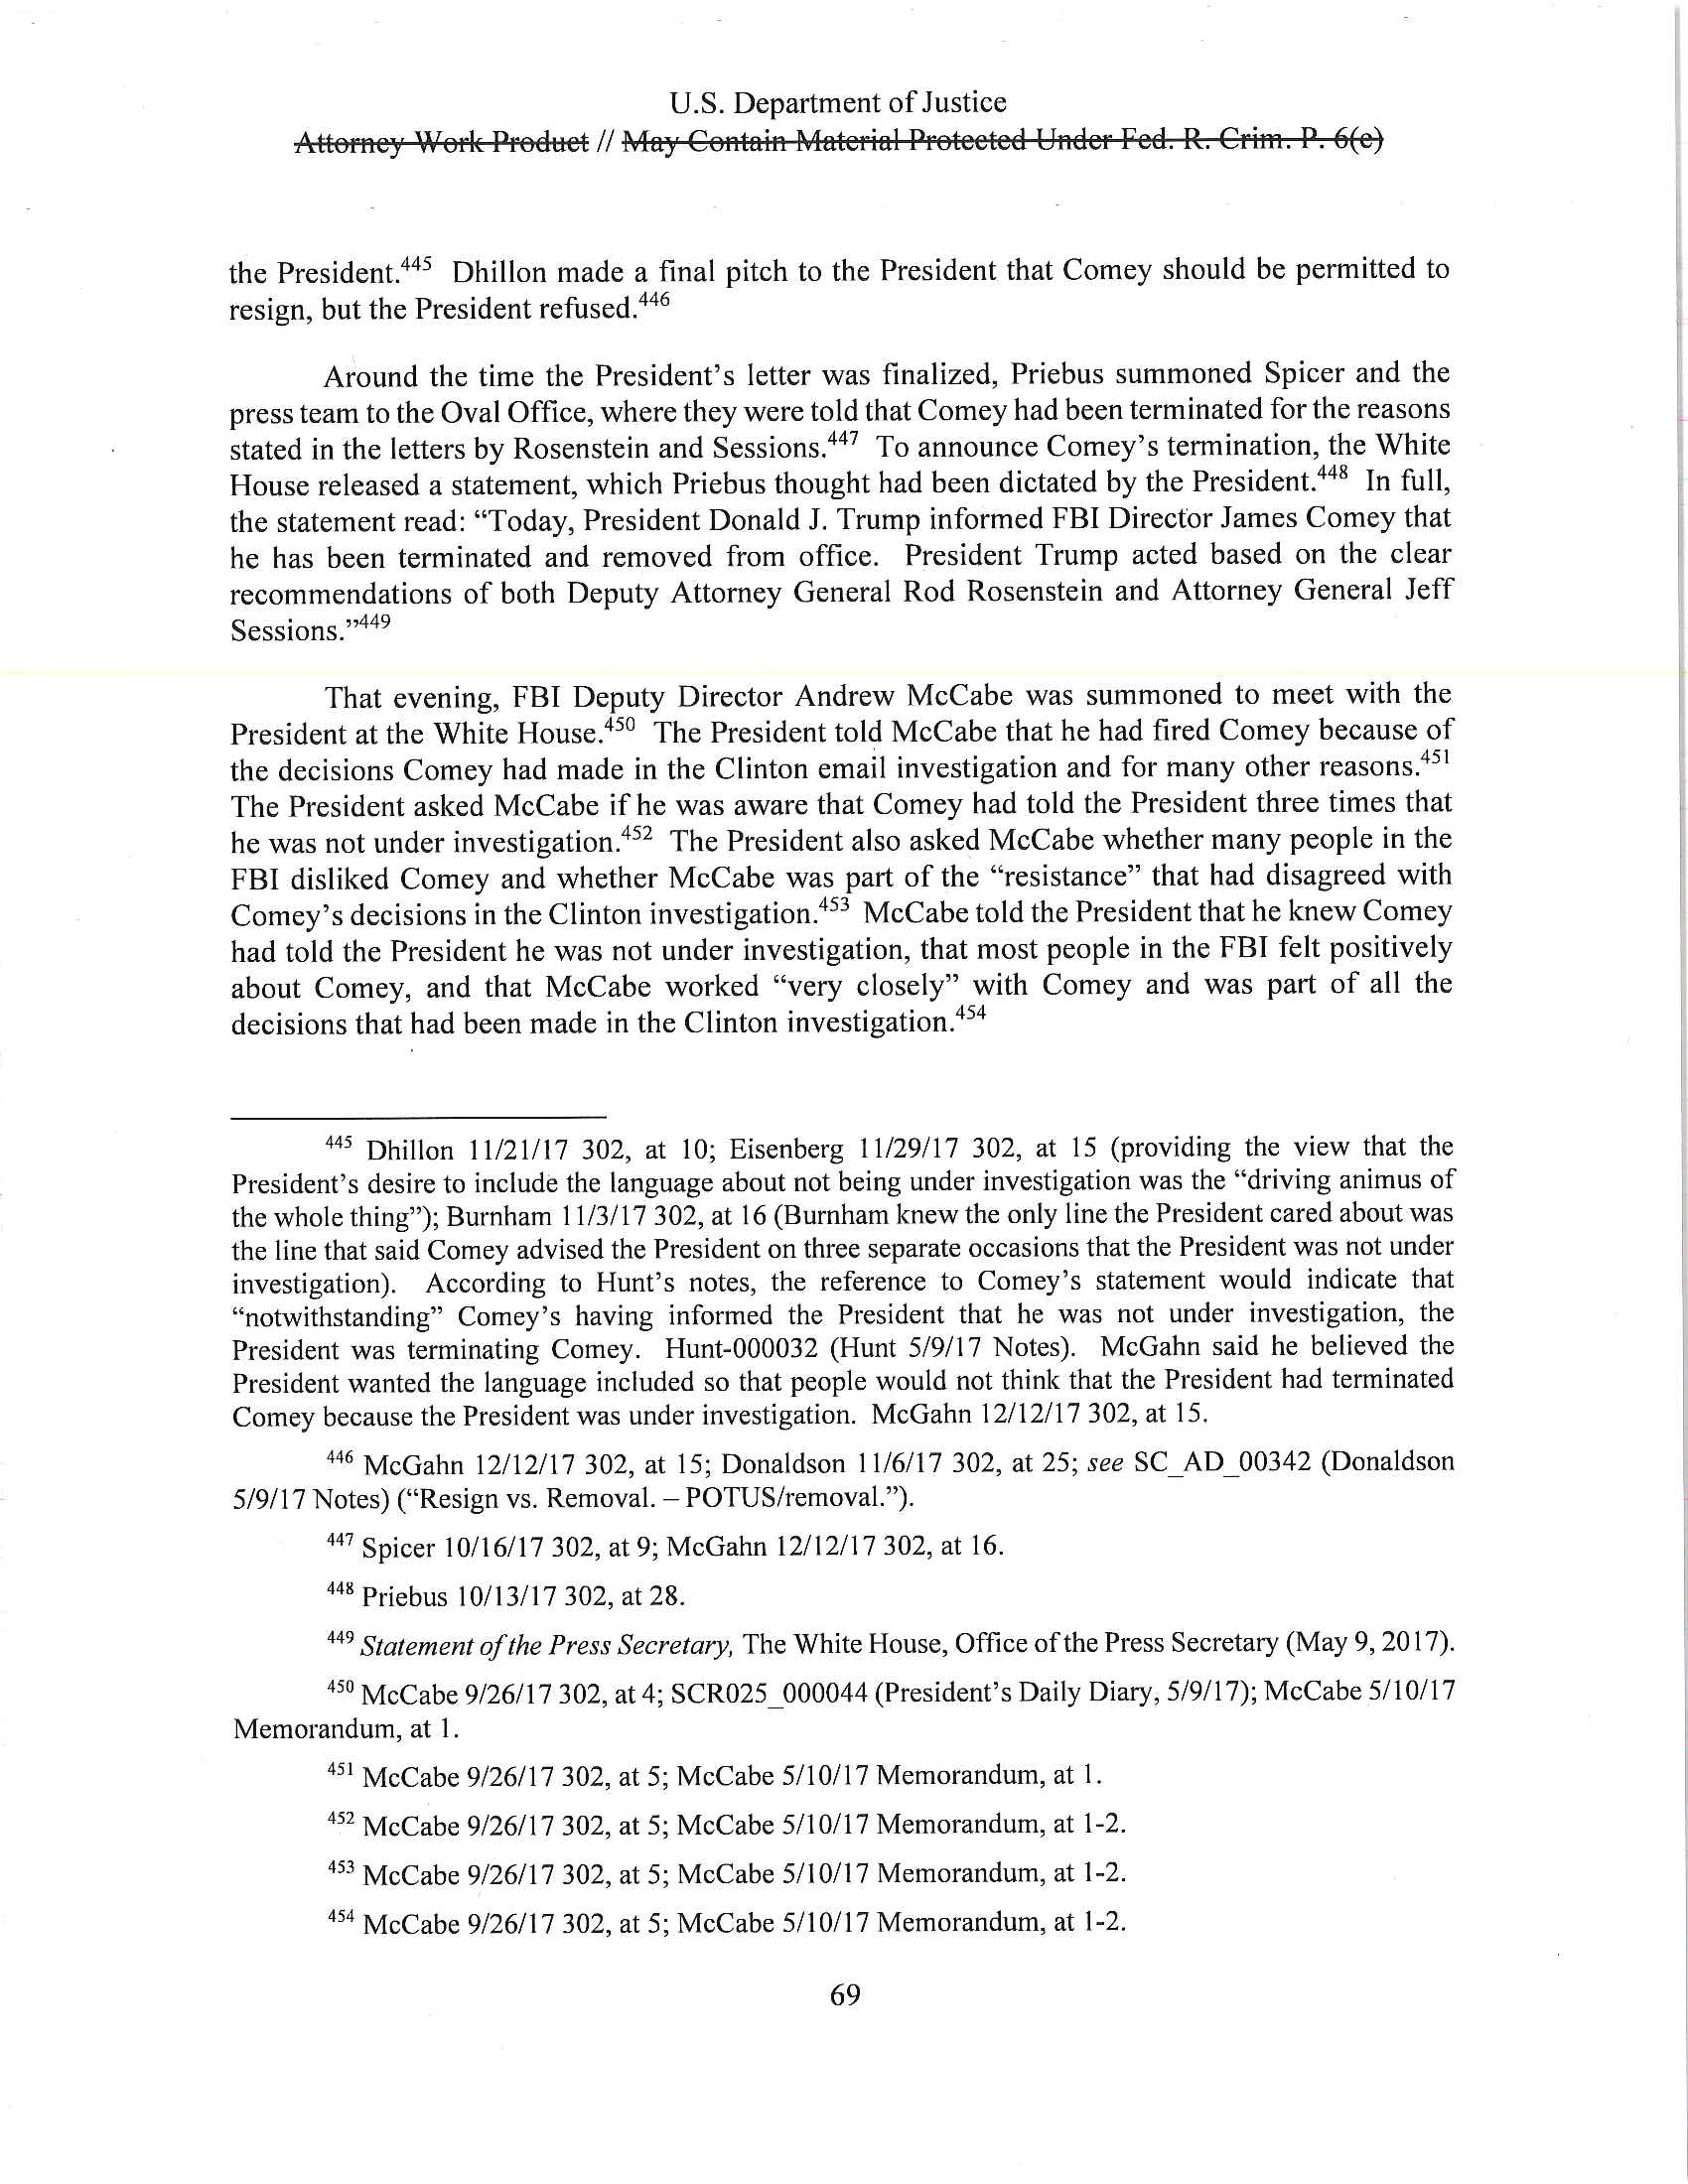 U.S. Department of Justice
Attorney Work Product // May Contain Material Protected Under Fed. R. Crim. P. 6(e)
the President.445 Dhillon made a final pitch to the President that Comey should be permitted to
resign, but the President refused.446
Around the time the President's letter was finalized, Priebus summoned Spicer and the
press team to the Oval Office, where they were told that Comey had been terminated for the reasons
stated in the letters by Rosenstein and Sessions.447 To announce Comey's termination, the White
House released a statement, which Priebus thought had been dictated by the President.448 In full,
the statement read: “Today, President Donald J. Trump informed FBI Director James Comey that
he has been terminated and removed from office. President Trump acted based on the clear
recommendations of both Deputy Attorney General Rod Rosenstein and Attorney General Jeff
Sessions.”449
That evening, FBI Deputy Director Andrew McCabe was summoned to meet with the
President at the White House.450 The President told McCabe that he had fired Comey because of
the decisions Comey had made in the Clinton email investigation and for many other reasons.451
The President asked McCabe if he was aware that Comey had told the President three times that
he was not under investigation.452 The President also asked McCabe whether many people in the
FBI disliked Comey and whether McCabe was part of the “resistance” that had disagreed with
Comey's decisions in the Clinton investigation.453 McCabe told the President that he knew Comey
had told the President he was not under investigation, that most people in the FBI felt positively
about Comey, and that McCabe worked “very closely” with Comey and was part of all the
decisions that had been made in the Clinton investigation.454
445 Dhillon 11/21/17 302, at 10; Eisenberg 11/29/17 302, at 15 (providing the view that the
President's desire to include the language about not being under investigation was the “driving animus of
the whole thing”); Burnham 11/3/17 302, at 16 (Burnham knew the only line the President cared about was
the line that said Comey advised the President on three separate occasions that the President was not under
investigation). According to Hunt's notes, the reference to Comey's statement would indicate that
“notwithstanding” Comey's having informed the President that he was not under investigation, the
President was terminating Comey. Hunt-000032 (Hunt 5/9/17 Notes). McGahn said he believed the
President wanted the language included so that people would not think that the President had terminated
Comey because the President was under investigation. McGahn 12/12/17 302, at 15.
446 McGahn 12/12/17 302, at 15; Donaldson 11/6/17 302, at 25; see SC_AD_00342 (Donaldson
5/9/17 Notes) (“Resign vs. Removal. – POTUS/removal.”).
447 Spicer 10/16/17 302, at 9; McGahn 12/12/17 302, at 16.
448 Priebus 10/13/17 302, at 28.
449 Statement of the Press Secretary, The White House, Office of the Press Secretary (May 9, 2017).
450 McCabe 9/26/17 302, at 4; SCR025_000044 (President's Daily Diary, 5/9/17); McCabe 5/10/17
Memorandum, at 1.
451 McCabe 9/26/17 302, at 5; McCabe 5/10/17 Memorandum, at 1.
452 McCabe 9/26/17 302, at 5; McCabe 5/10/17 Memorandum, at 1-2.
453 McCabe 9/26/17 302, at 5; McCabe 5/10/17 Memorandum, at 1-2.
454 McCabe 9/26/17 302, at 5; McCabe 5/10/17 Memorandum, at 1-2.
69